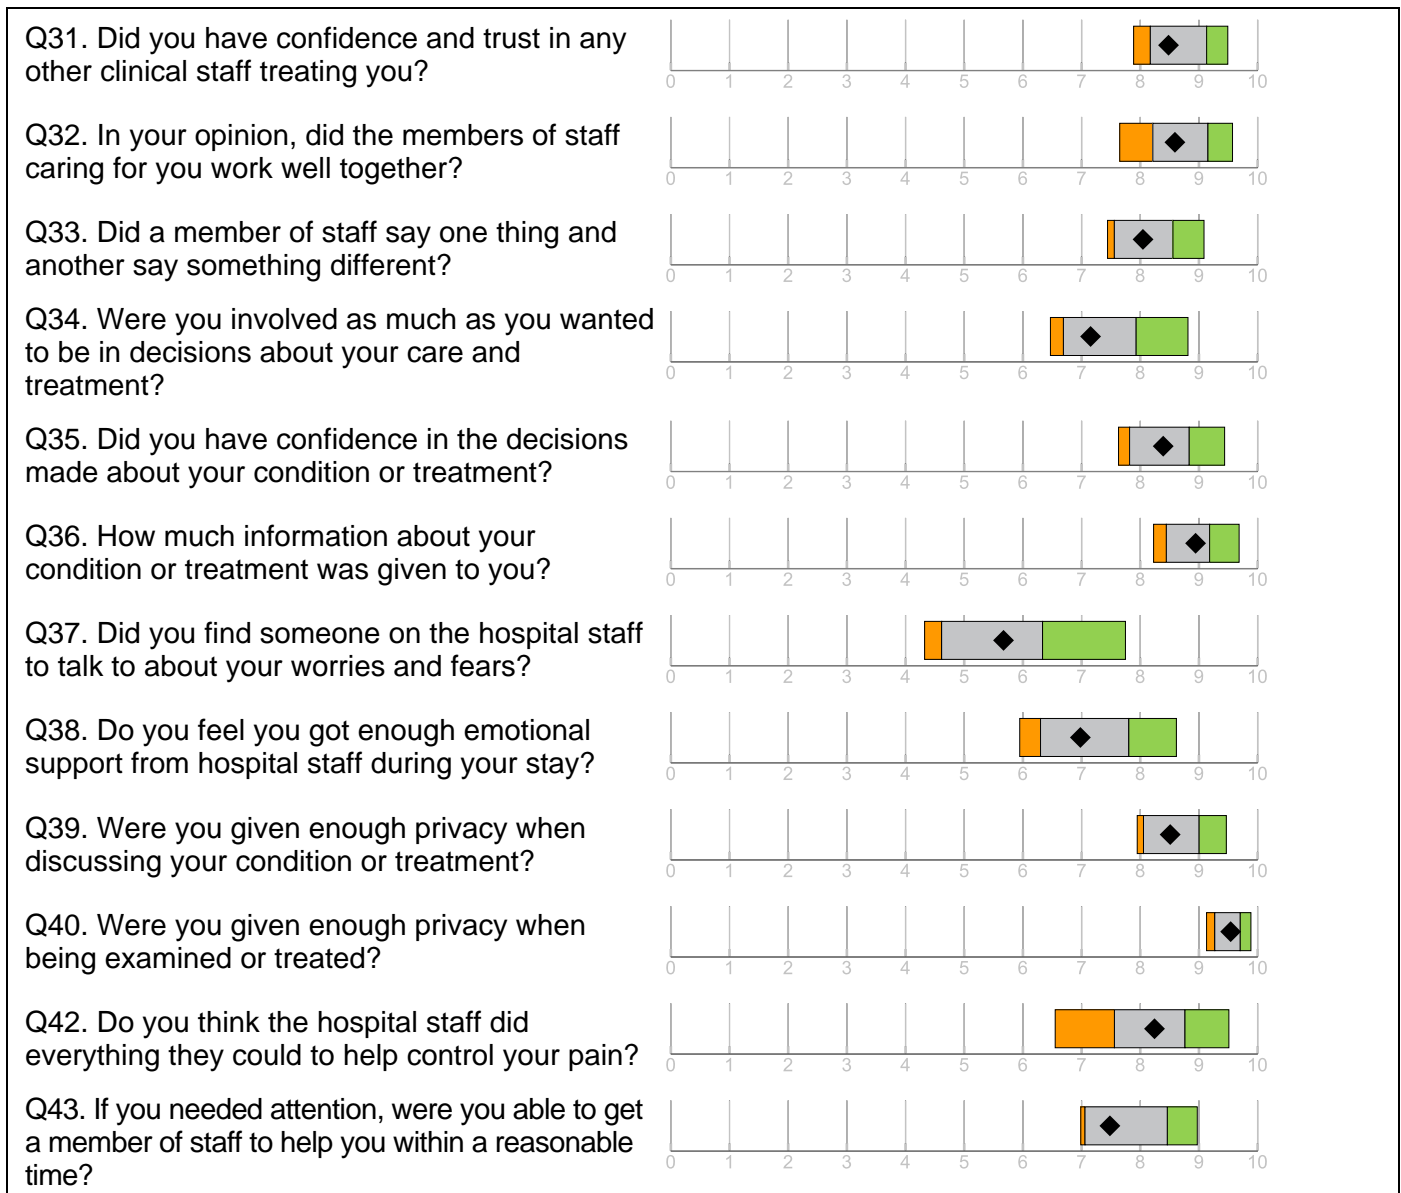 Q31. Did you have confidence and trust in any
other clinical staff treating you?
0 1 2 3 4 5 6 7 8 9 10
Q32. In your opinion, did the members of staff
caring for you work well together?
0 1 2 3 4 5 6 7 8 9 10
Q33. Did a member of staff say one thing and
another say something different?
0 1 2 3 4 5 6 7 8 9 10
Q34. Were you involved as much as you wanted
to be in decisions about your care and
treatment?
0 1 2 3 4 5 6 7 8 9 10
Q35. Did you have confidence in the decisions
made about your condition or treatment?
0 1 2 3 4 5 6 7 8 9 10
Q36. How much information about your
condition or treatment was given to you?
0 1 2 3 4 5 6 7 8 9 10
Q37. Did you find someone on the hospital staff
to talk to about your worries and fears?
0 1 2 3 4 5 6 7 8 9 10
Q38. Do you feel you got enough emotional
support from hospital staff during your stay?
0 1 2 3 4 5 6 7 8 9 10
Q39. Were you given enough privacy when
discussing your condition or treatment?
0 1 2 3 4 5 6 7 8 9 10
Q40. Were you given enough privacy when
being examined or treated?
0 1 2 3 4 5 6 7 8 9 10
Q42. Do you think the hospital staff did
everything they could to help control your pain?
0 1 2 3 4 5 6 7 8 9 10
Q43. If you needed attention, were you able to get
a member of staff to help you within a reasonable
time?
0 1 2 3 4 5 6 7 8 9 10